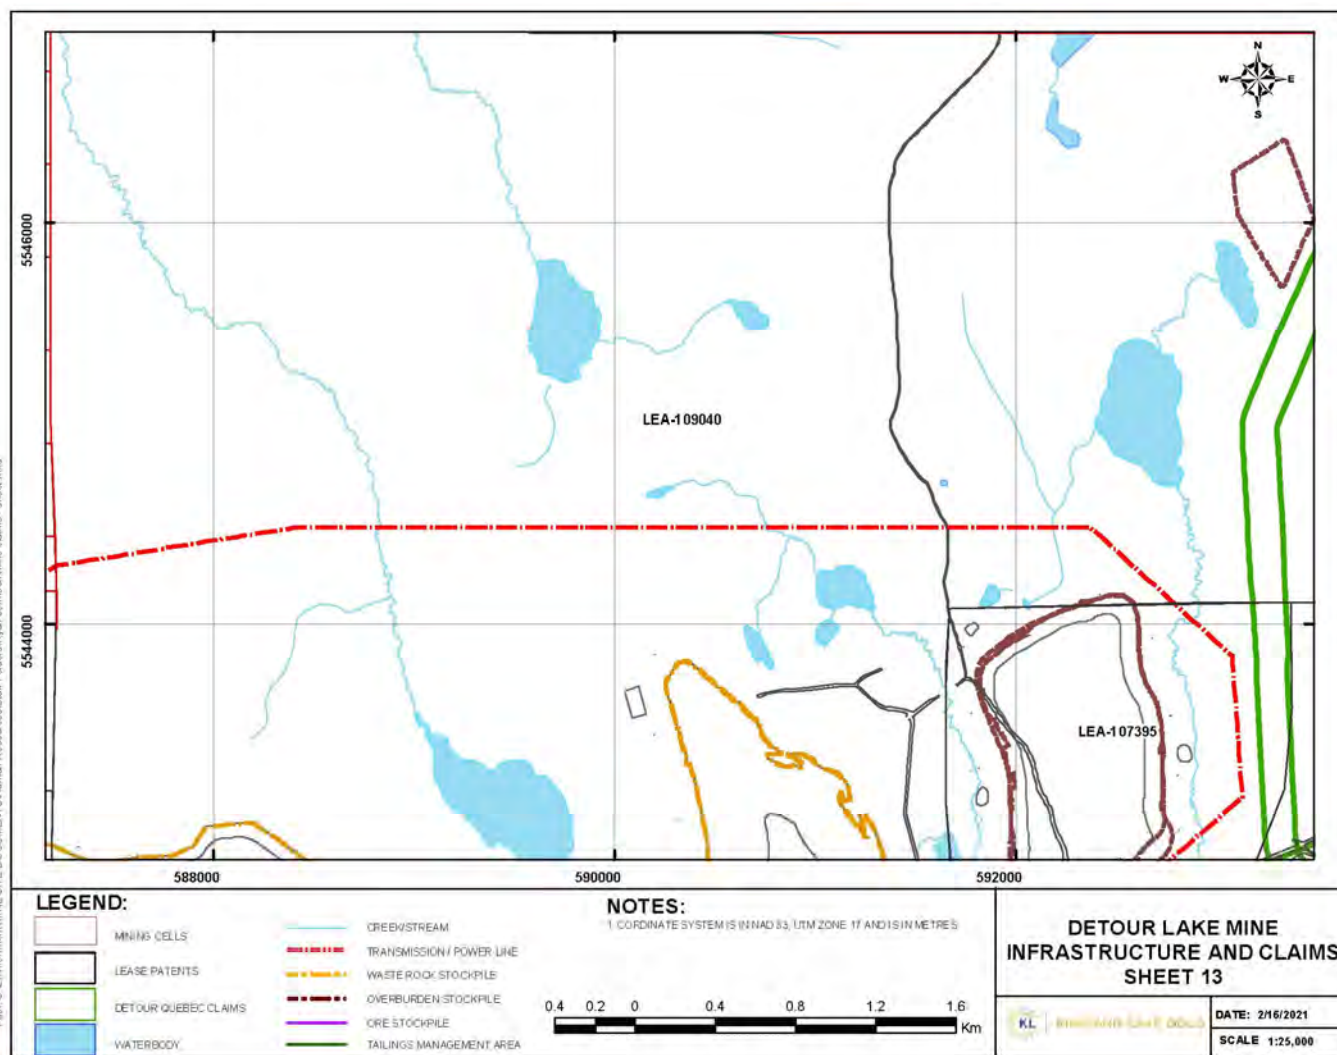 N
W E
S
5546000
LEA-109040
5544000
LEA-107395
588000
590000
592000
LEGEND:
MINING CELLS
LEASE PATENTS
DETOUR QUEBEC CLAIMS
WATERBODY
CREEK/STREAM
TRANSMISSION / POWER LINE
WASTE ROCK STOCKPILE
OVERBURDEN STOCKPILE
ORE STOCKPILE
TAILINGS MANAGEMENT AREA
NOTES:
1. CORDINATE SYSTEM IS IN NAD 83, UTM ZONE 17 AND IS IN METRES
0.4 0.2 0 0.4 0.8 1.2 1.6
Km
DETOUR LAKE MINE
INFRASTRUCTURE AND CLAIMS
SHEET 13
KL KIRKLAND LAKE GOLD
DATE: 2/16/2021
SCALE 1:25,000